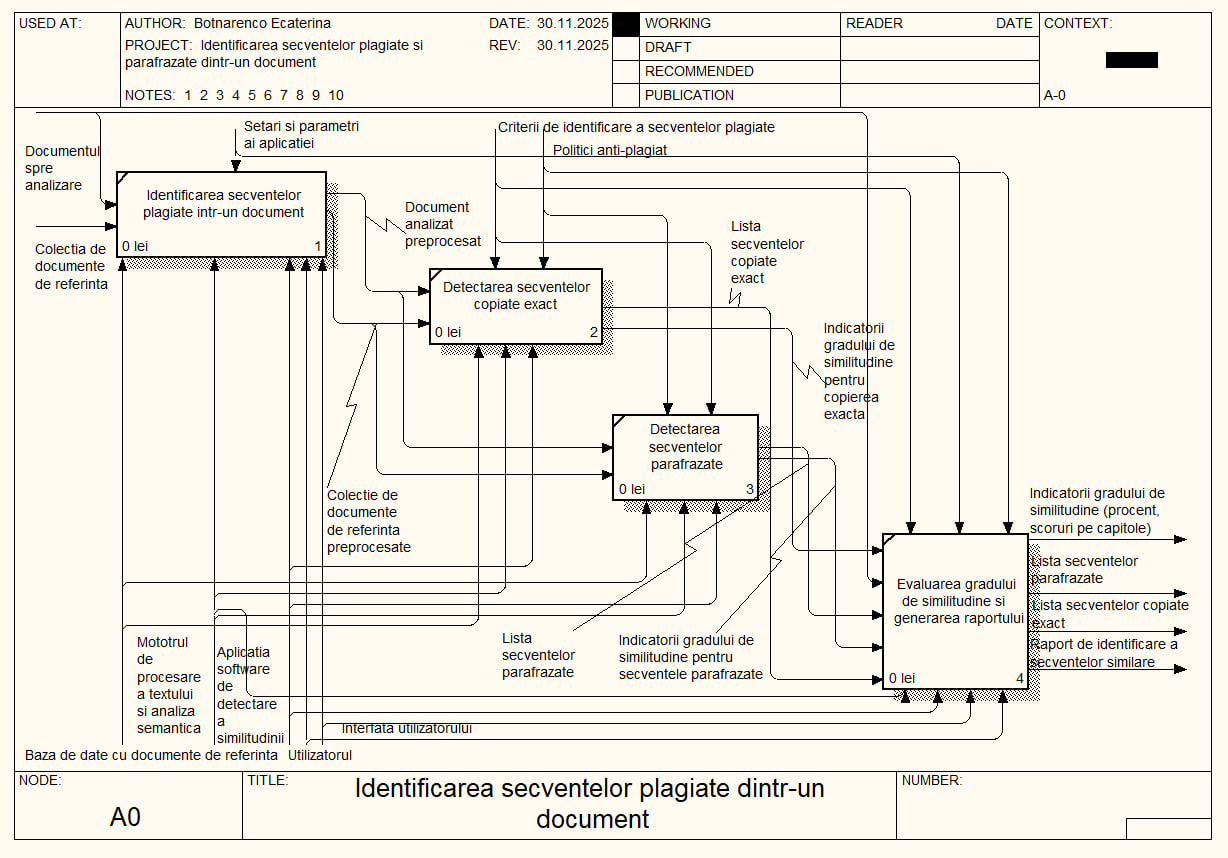 USED AT:
AUTHOR: Botnarenco Ecaterina
DATE: 30.11.2025
PROJECT: Identificarea secventelor plagiate si
parafrazate dintr-un document
REV: 30.11.2025
NOTES: 1 2 3 4 5 6 7 8 9 10
WORKING
DRAFT
RECOMMENDED
PUBLICATION
READER DATE
CONTEXT:
A-0
Setari si parametri
ai aplicatiei
Criterii de identificare a secventelor plagiate
Politici anti-plagiat
Documentul
spre
analizare
Identificarea secventelor
plagiate intr-un document
0 lei 1
Colectia de
documente
de referinta
Document
analizat
preprocesat
Lista
secventelor
copiate
exact
Detectarea secventelor
copiate exact
0 lei 2
Indicatorii
gradului de
similitudine
pentru
copierea
exacta
Detectarea
secventelor
parafrazate
0 lei 3
Colectie de
documente
de referinta
preprocesate
Indicatorii gradului de
similitudine (procent,
scoruri pe capitole)
Lista secventelor
parafrazate
Lista secventelor copiate
exact
Raport de identificare a
secventelor similare
Evaluarea gradului
de similitudine si
generarea raportului
0 lei 4
Lista
secventelor
parafrazate
Indicatorii gradului de
similitudine pentru
secventele parafrazate
Mototrul
de
procesare
a textului
si analiza
semantica
Aplicatia
software
de
detectare
a
similitudinii
Interfata utilizatorului
Baza de date cu documente de referinta
Utilizatorul
NODE:
A0
TITLE:
Identificarea secventelor plagiate dintr-un
document
NUMBER: